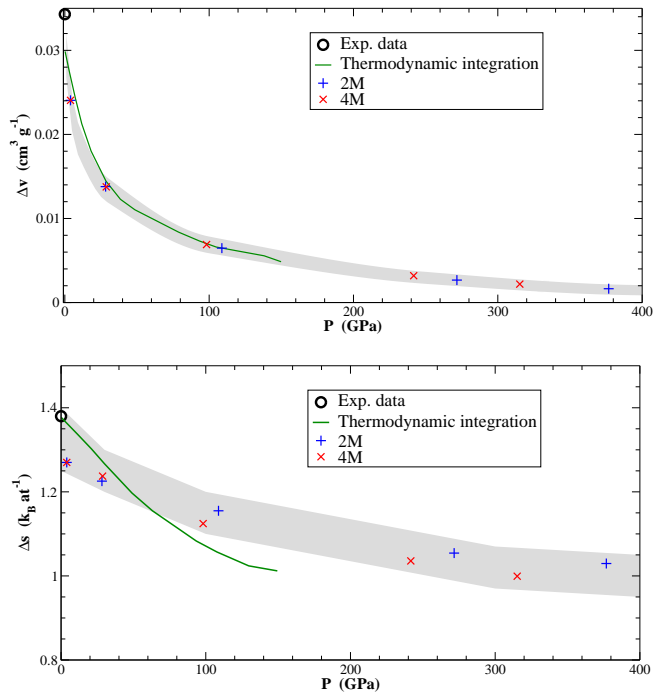 0.03
0.02
0.01
0
Δv (cm³ g⁻¹)
Exp. data
Thermodynamic integration
2M
4M
0 100 200 300 400
P (GPa)
1.4
1.2
1
0.8
Δs (k_B at⁻¹)
Exp. data
Thermodynamic integration
2M
4M
0 100 200 300 400
P (GPa)